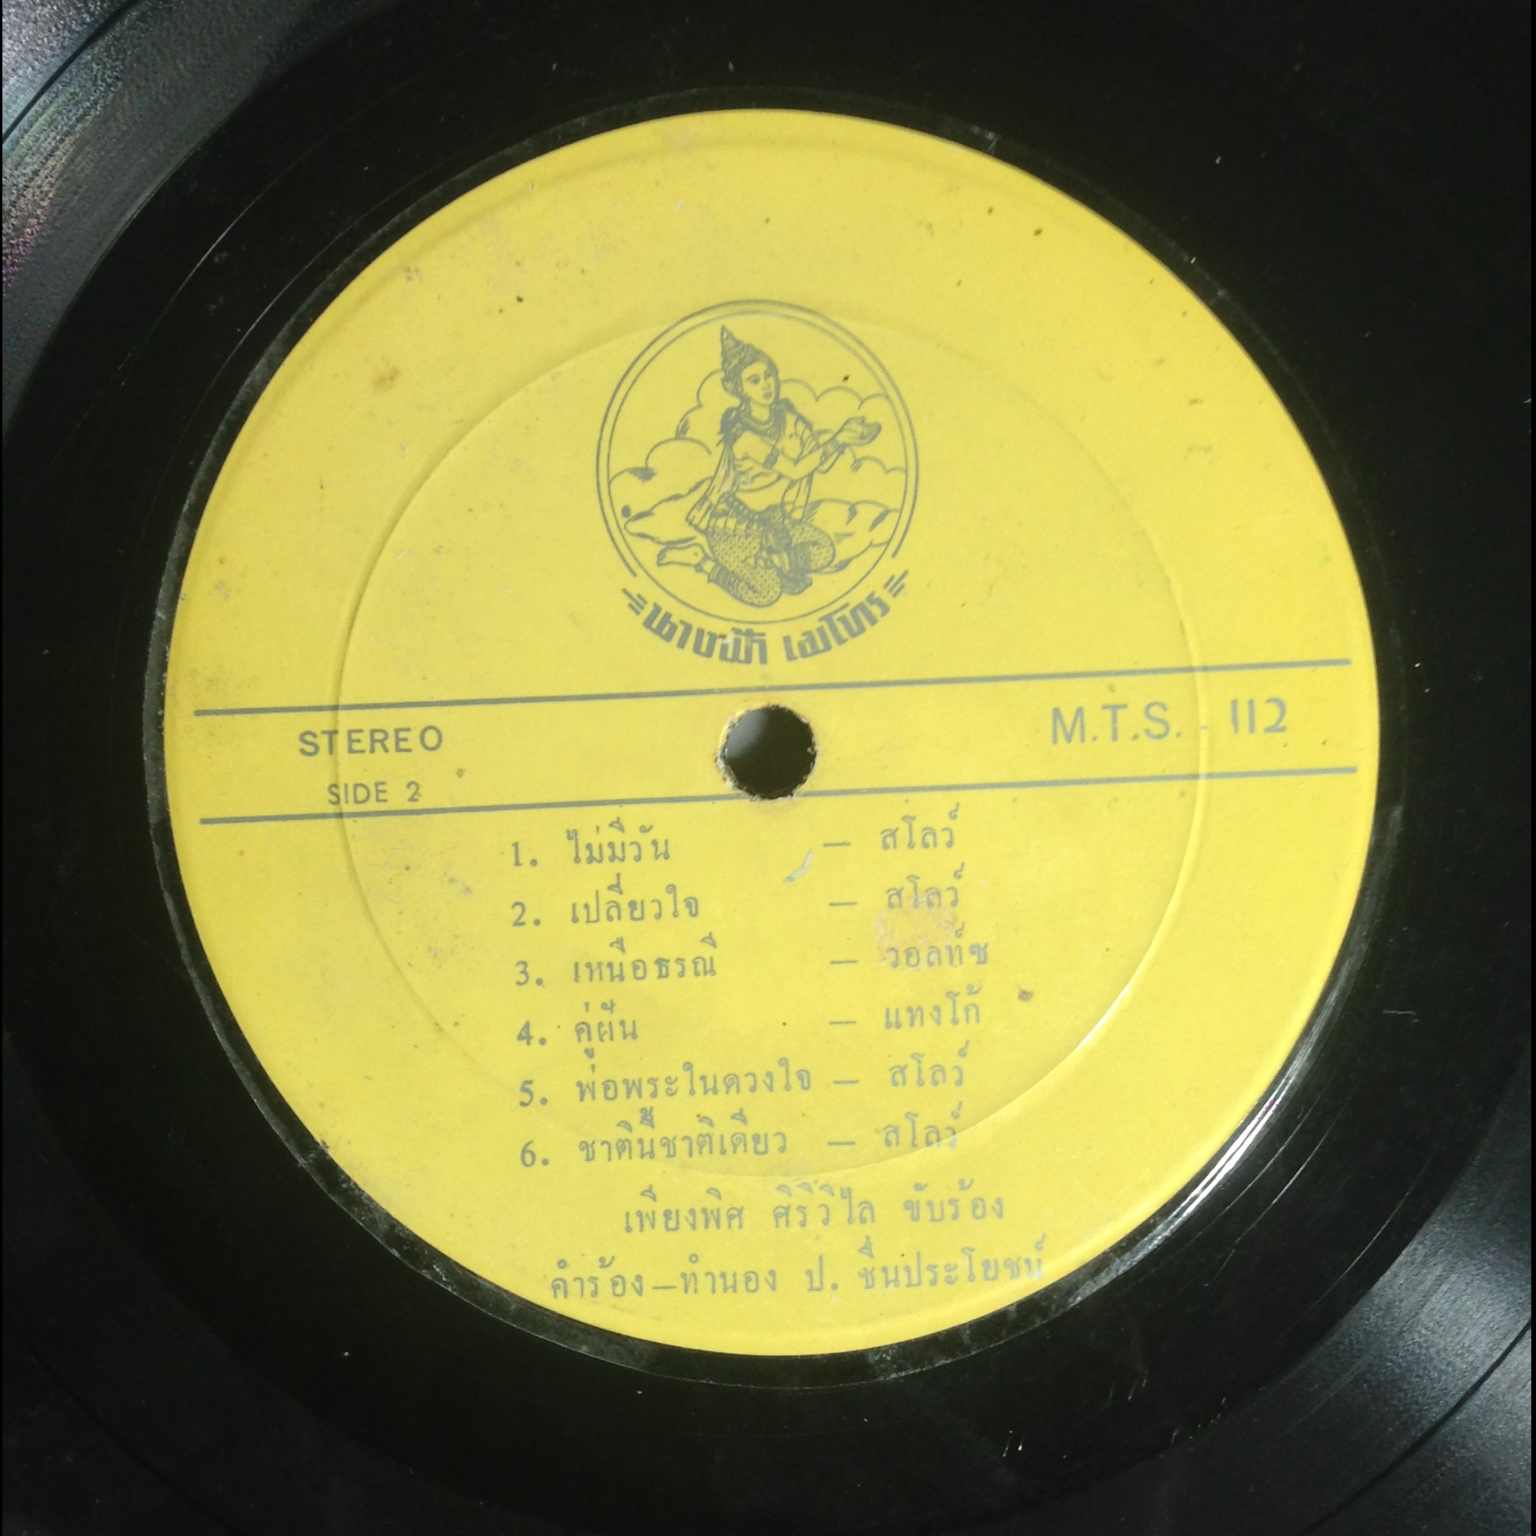 นางฟ้า เมโทร
STEREO
M.T.S. - 112
SIDE 2
1. ไม่มีวัน – สโลว์
2. เปลี่ยวใจ – สโลว์
3. เหนือธรณี – วอลท์ซ
4. คู่ฝัน – แทงโก้
5. พ่อพระในดวงใจ – สโลว์
6. ชาตินี้ชาติเดียว – สโลว์
เพียงพิศ ศิริวิไล ขับร้อง
คำร้อง–ทำนอง ป. ชื่นประโยชน์